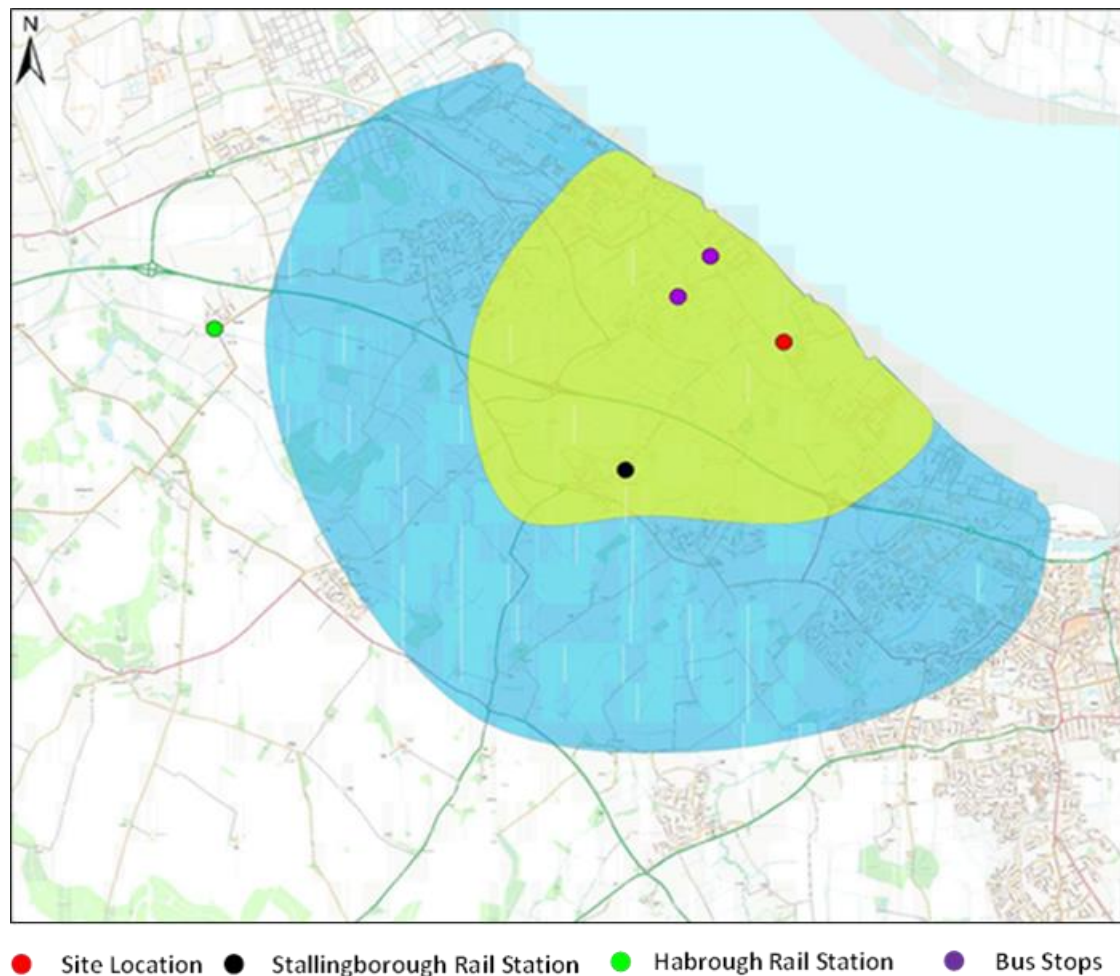 N
Site Location
Stallingborough Rail Station
Habrough Rail Station
Bus Stops